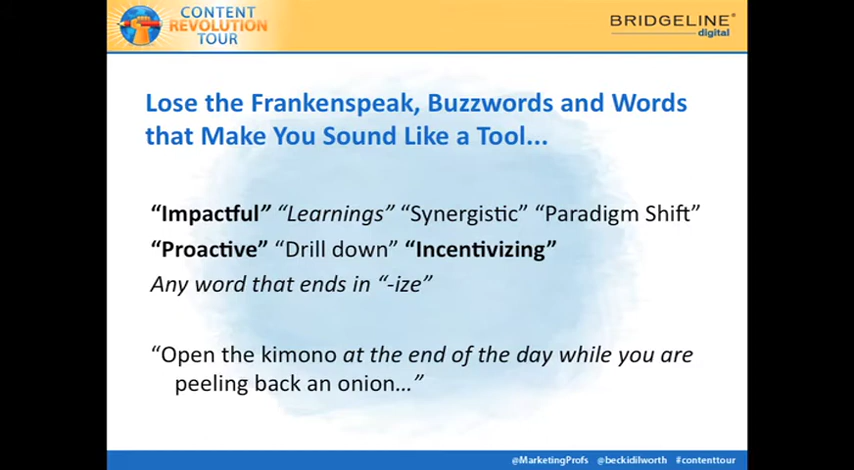 CONTENT
REVOLUTION
TOUR
BRIDGELINE®
digital
Lose the Frankenspeak, Buzzwords and Words
that Make You Sound Like a Tool...
“Impactful” “Learnings” “Synergistic” “Paradigm Shift”
“Proactive” “Drill down” “Incentivizing”
Any word that ends in “-ize”
“Open the kimono at the end of the day while you are
peeling back an onion…”
@MarketingProfs @beckidilworth #contenttour